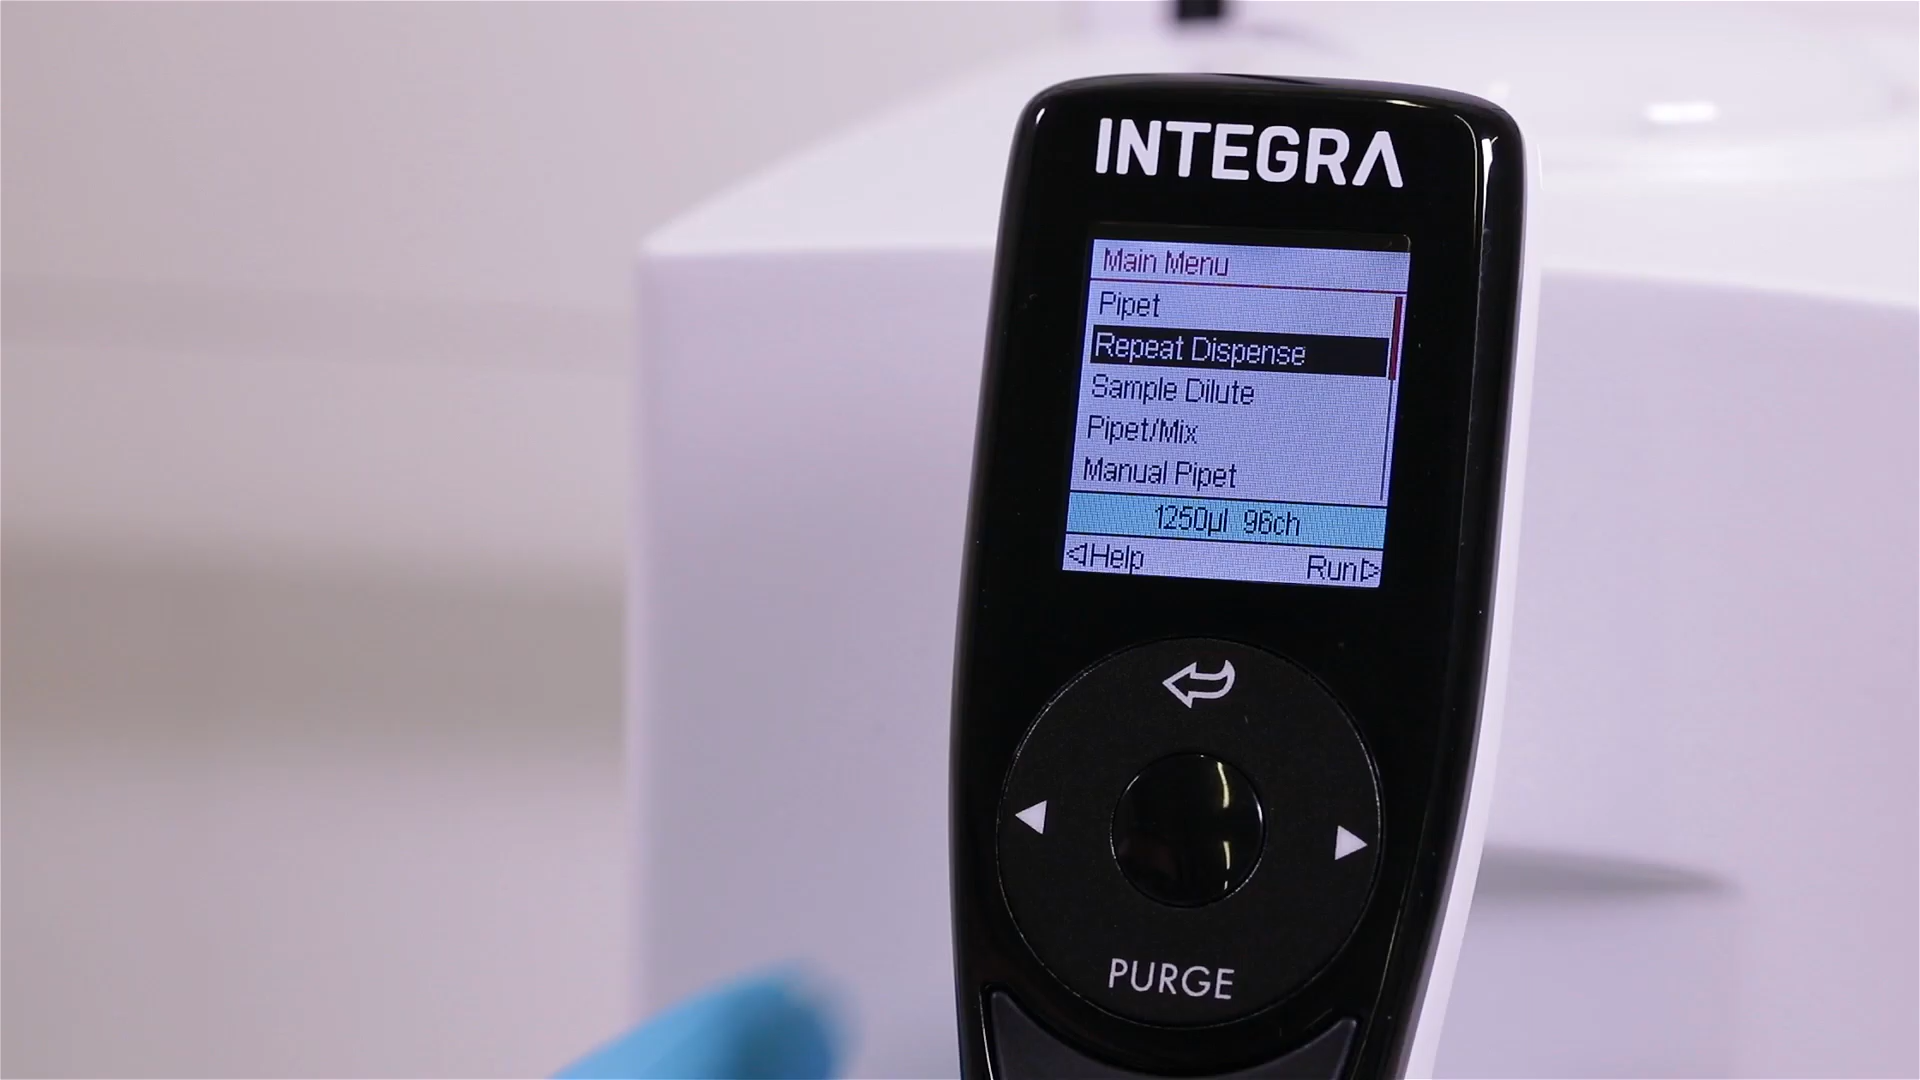 INTEGRA
Main Menu
Pipet
Repeat Dispense
Sample Dilute
Pipet/Mix
Manual Pipet
1250µl 96ch
Help Run
PURGE